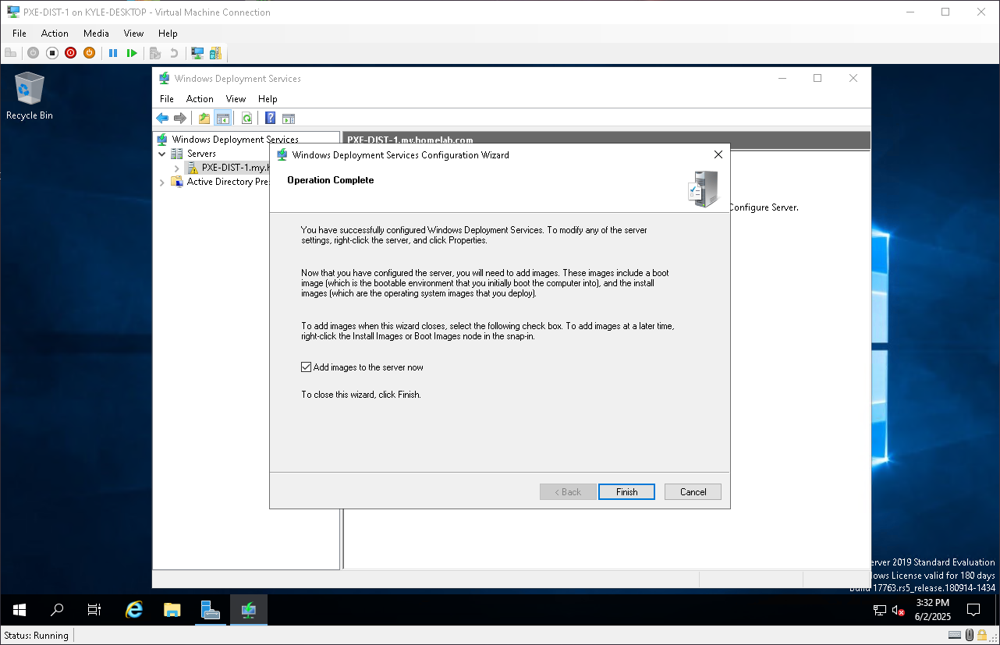 PXE-DIST-1 on KYLE-DESKTOP - Virtual Machine Connection
File Action Media View Help
Recycle Bin
Windows Deployment Services
File Action View Help
Windows Deployment Services
Servers
PXE-DIST-1.my.h
Active Directory Pre
PXE-DIST-1.my.homelab.com
Configure Server.
Windows Deployment Services Configuration Wizard
Operation Complete
You have successfully configured Windows Deployment Services. To modify any of the server
settings, right-click the server, and click Properties.
Now that you have configured the server, you will need to add images. These images include a boot
image (which is the bootable environment that you initially boot the computer into), and the install
images (which are the operating system images that you deploy).
To add images when this wizard closes, select the following check box. To add images at a later time,
right-click the Install Images or Boot Images node in the snap-in.
Add images to the server now
To close this wizard, click Finish.
< Back Finish Cancel
erver 2019 Standard Evaluation
dows License valid for 180 days
Build 17763.rs5_release.180914-1434
3:32 PM
6/2/2025
Status: Running